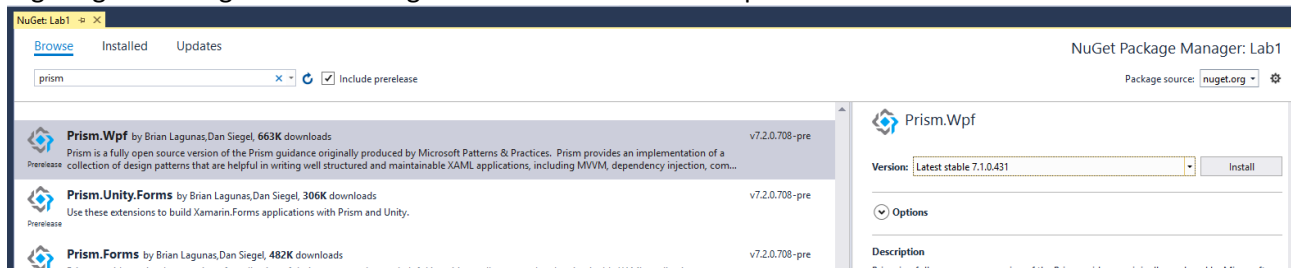 NuGet: Lab1
Browse Installed Updates
NuGet Package Manager: Lab1
prism
Include prerelease
Package source: nuget.org
Prism.Wpf by Brian Lagunas,Dan Siegel, 663K downloads v7.2.0.708-pre
Prism is a fully open source version of the Prism guidance originally produced by Microsoft Patterns & Practices. Prism provides an implementation of a
Prerelease collection of design patterns that are helpful in writing well structured and maintainable XAML applications, including MVVM, dependency injection, com...
Prism.Wpf
Version: Latest stable 7.1.0.431 Install
Prism.Unity.Forms by Brian Lagunas,Dan Siegel, 306K downloads v7.2.0.708-pre
Use these extensions to build Xamarin.Forms applications with Prism and Unity.
Prerelease
Options
Prism.Forms by Brian Lagunas,Dan Siegel, 482K downloads v7.2.0.708-pre
Description